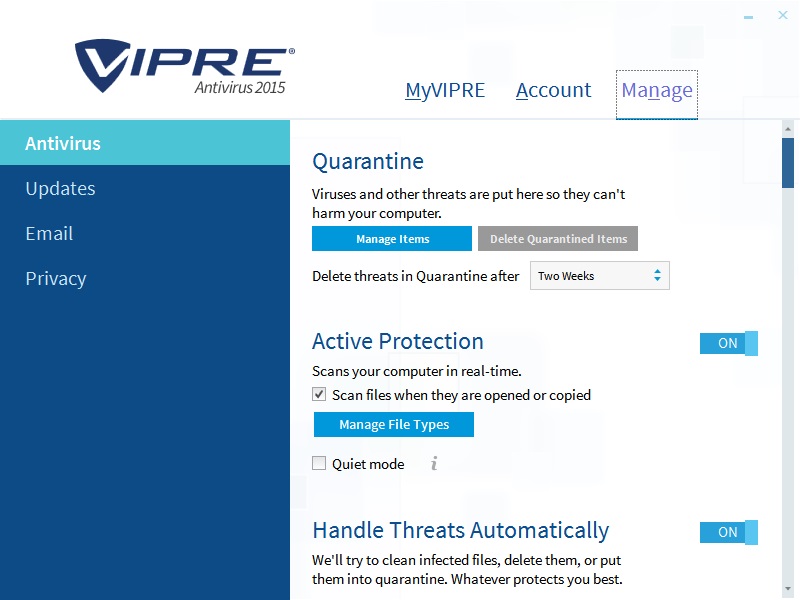 VIPRE®
Antivirus 2015
MyVIPRE Account Manage
Antivirus
Updates
Email
Privacy
Quarantine
Viruses and other threats are put here so they can't
harm your computer.
Manage Items Delete Quarantined Items
Delete threats in Quarantine after Two Weeks
Active Protection ON
Scans your computer in real-time.
Scan files when they are opened or copied
Manage File Types
Quiet mode i
Handle Threats Automatically ON
We'll try to clean infected files, delete them, or put
them into quarantine. Whatever protects you best.